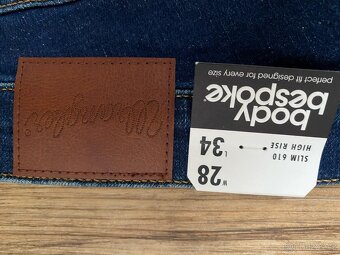 Wrangler
body
bespoke
perfect fit designed for every size
SLIM 610
HIGH RISE
W 28
L 34